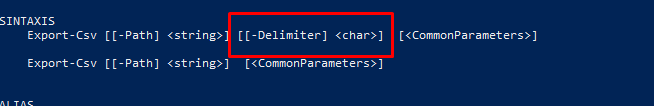 SINTAXIS
Export-Csv [[-Path] <string>] [[-Delimiter] <char>] [<CommonParameters>]
Export-Csv [[-Path] <string>] [<CommonParameters>]
ALIAS